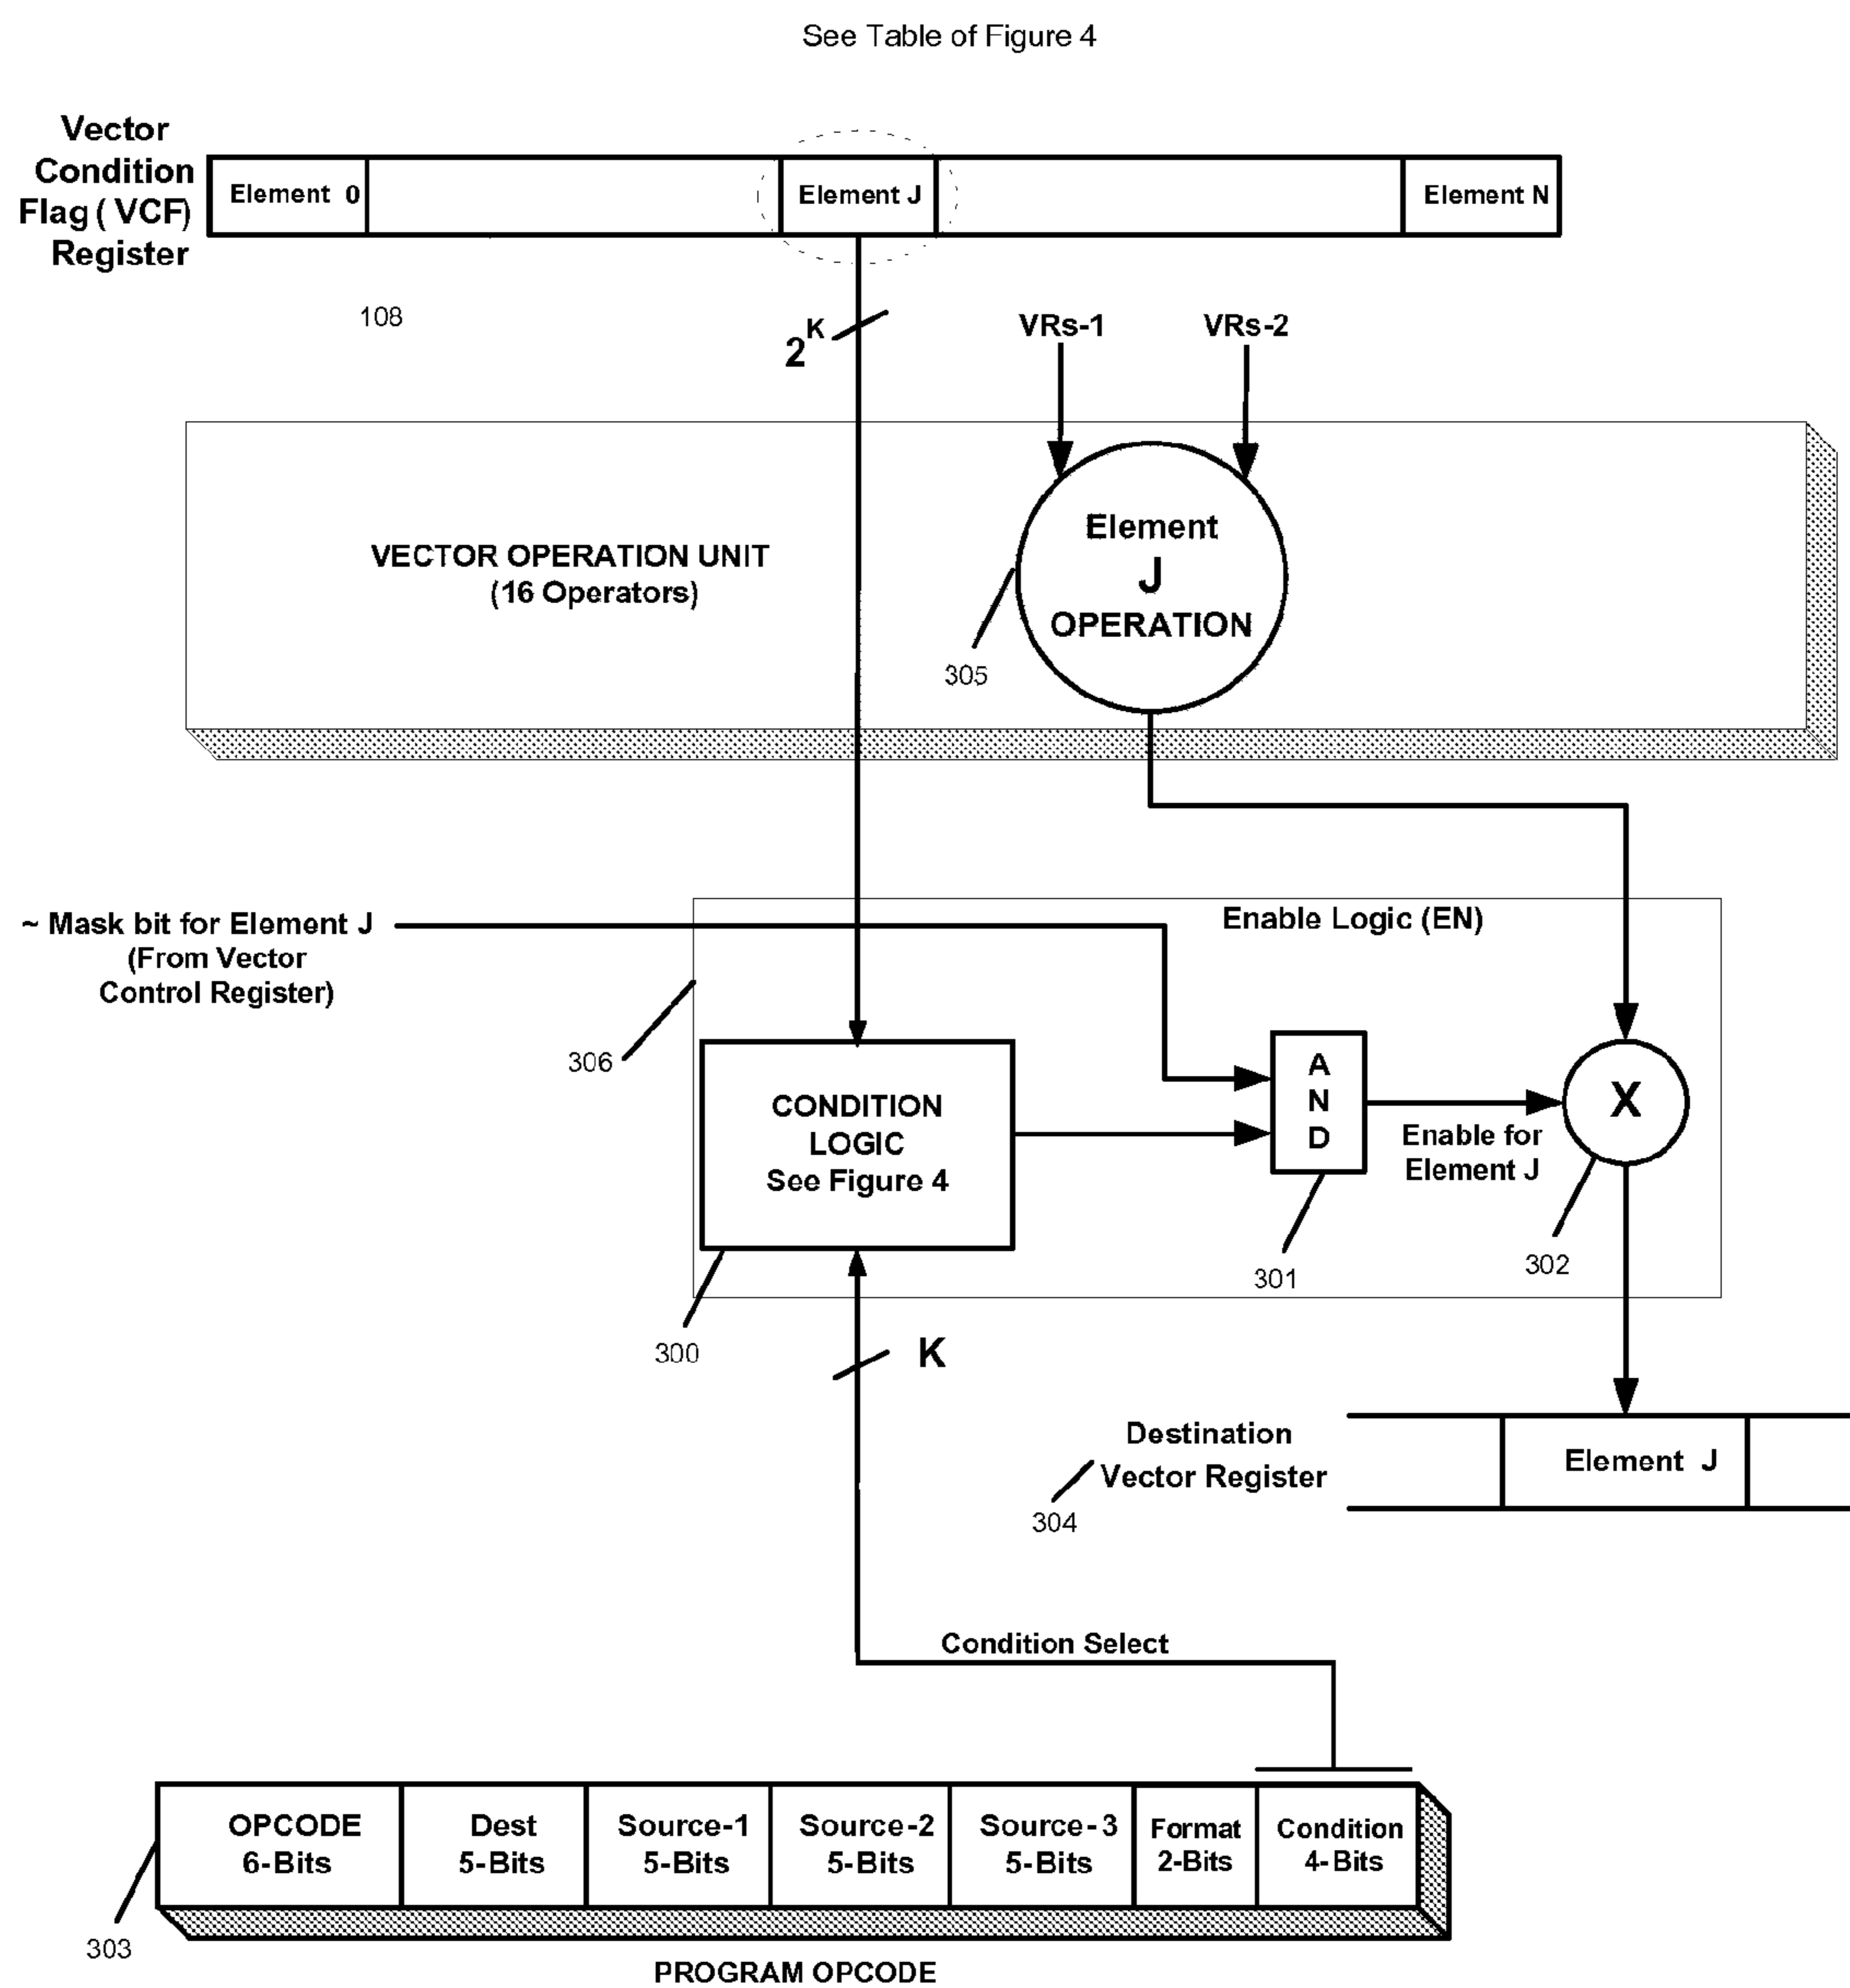 See Table of Figure 4
Vector
Condition
Flag ( VCF)
Register
Element 0
Element J
Element N
108
2^K
VRs-1
VRs-2
VECTOR OPERATION UNIT
(16 Operators)
Element
J
OPERATION
305
~ Mask bit for Element J
(From Vector
Control Register)
Enable Logic (EN)
306
CONDITION
LOGIC
See Figure 4
A
N
D
X
Enable for
Element J
301
302
300
K
Destination
Vector Register
Element J
304
Condition Select
OPCODE
6-Bits
Dest
5-Bits
Source-1
5-Bits
Source-2
5-Bits
Source-3
5-Bits
Format
2-Bits
Condition
4-Bits
303
PROGRAM OPCODE